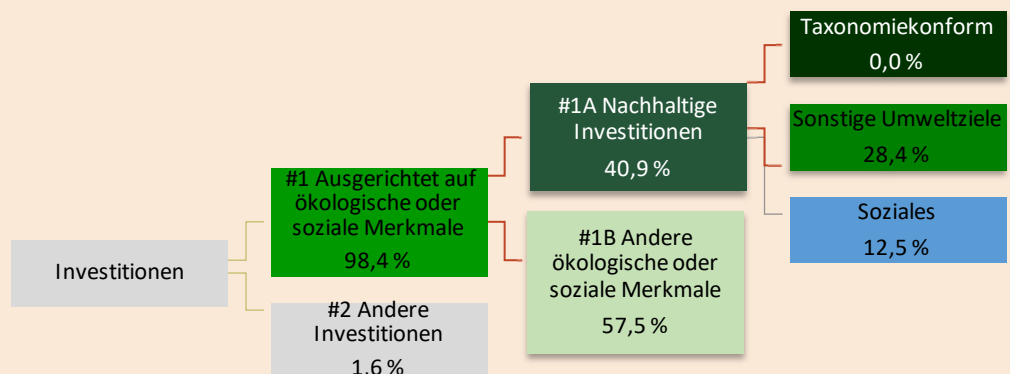 Investitionen
#1 Ausgerichtet auf
ökologische oder
soziale Merkmale
98,4 %
#2 Andere
Investitionen
1,6 %
#1A Nachhaltige
Investitionen
40,9 %
#1B Andere
ökologische oder
soziale Merkmale
57,5 %
Taxonomiekonform
0,0 %
Sonstige Umweltziele
28,4 %
Soziales
12,5 %